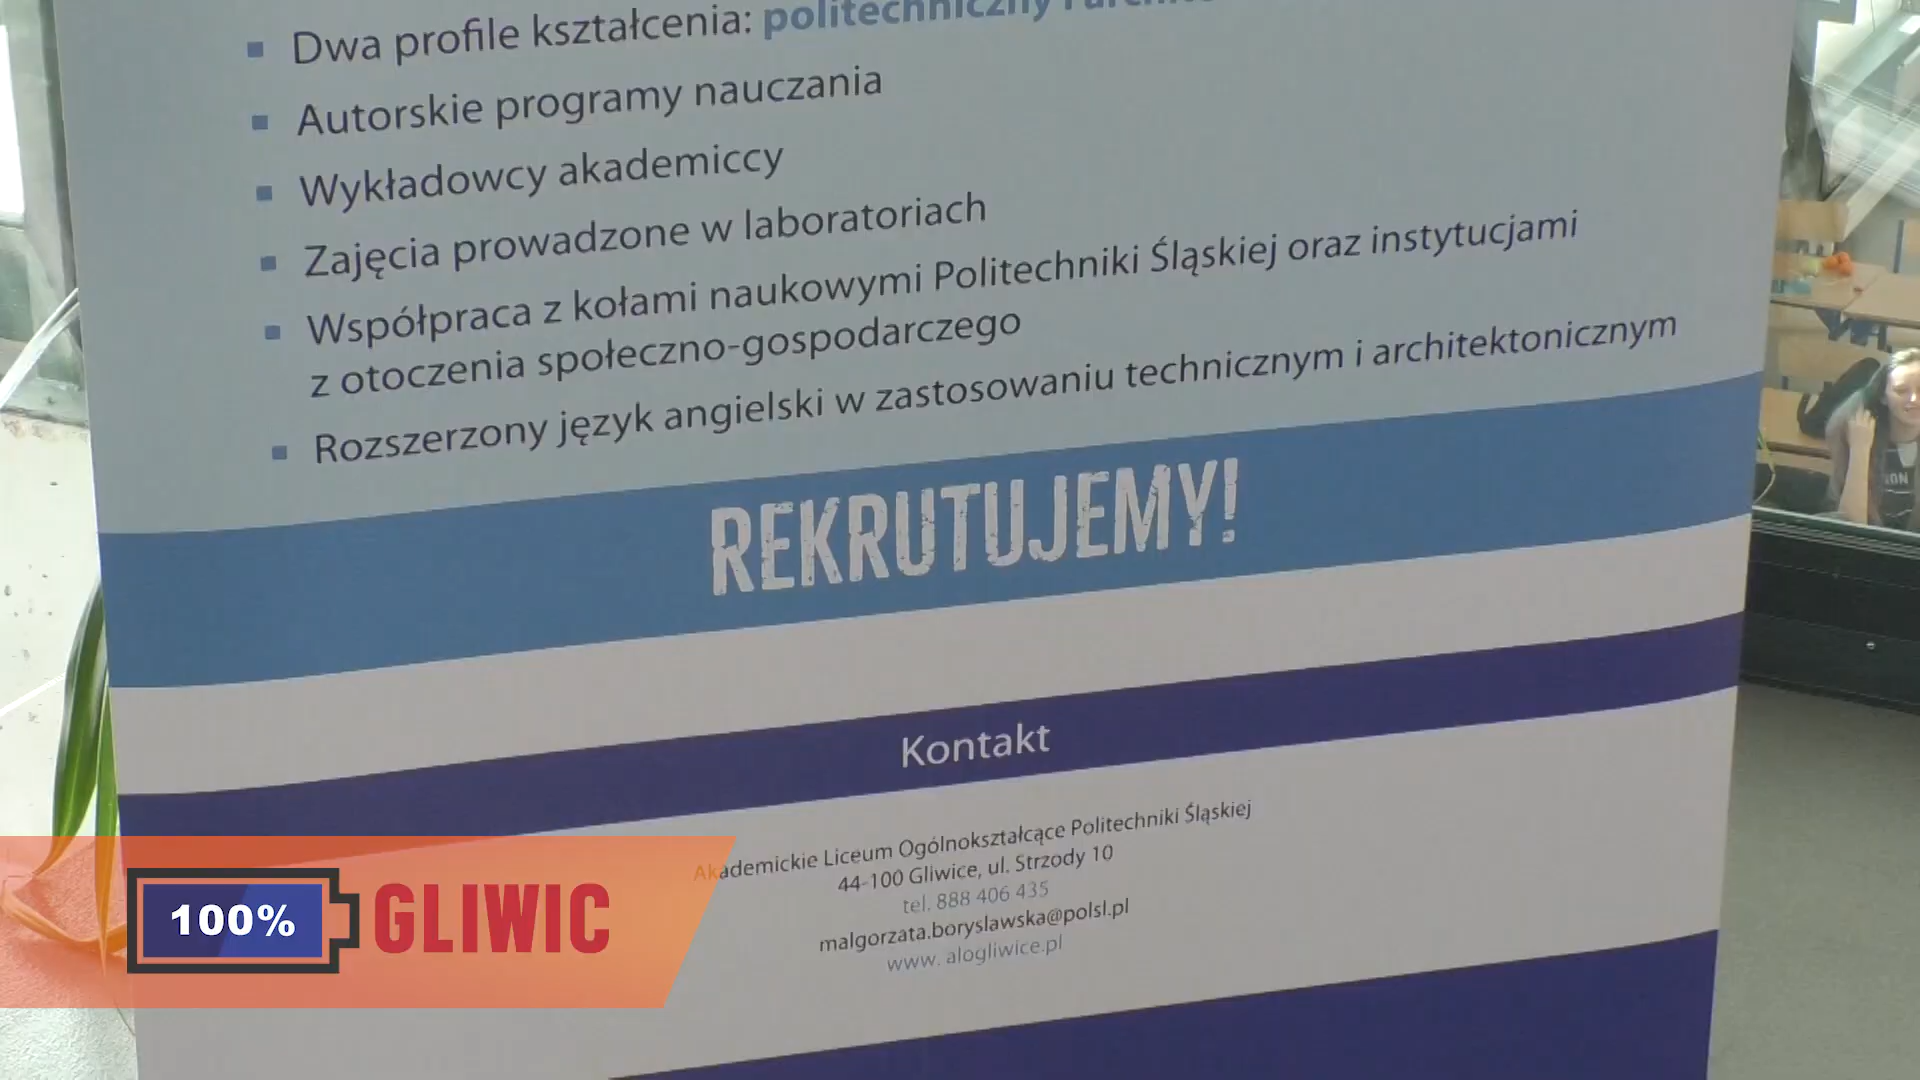 Dwa profile kształcenia: politechniczny i
Autorskie programy nauczania
Wykładowcy akademiccy
Zajęcia prowadzone w laboratoriach
Współpraca z kołami naukowymi Politechniki Śląskiej oraz instytucjami
z otoczenia społeczno-gospodarczego
Rozszerzony język angielski w zastosowaniu technicznym i architektonicznym
REKRUTUJEMY!
Kontakt
Akademickie Liceum Ogólnokształcące Politechniki Śląskiej
44-100 Gliwice, ul. Strzody 10
tel. 888 406 435
malgorzata.boryslawska@polsl.pl
www. alogliwice.pl
100% GLIWIC